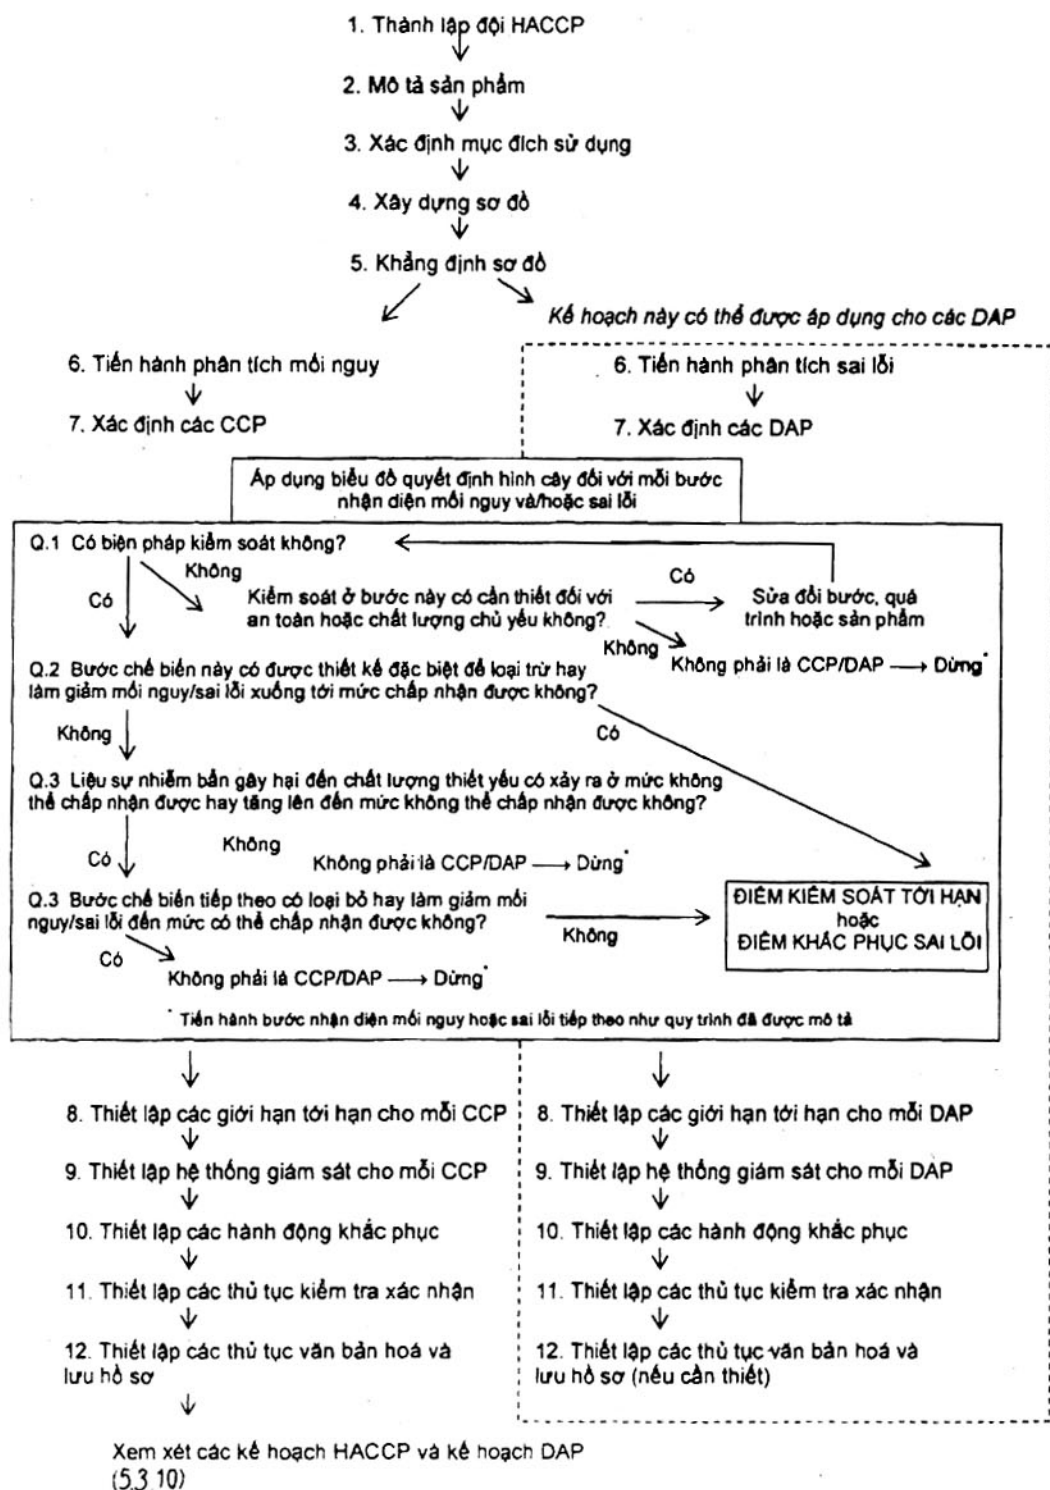 1. Thành lập đội HACCP
2. Mô tả sản phẩm
3. Xác định mục đích sử dụng
4. Xây dựng sơ đồ
5. Khẳng định sơ đồ
Kế hoạch này có thể được áp dụng cho các DAP
6. Tiến hành phân tích mối nguy
7. Xác định các CCP
6. Tiến hành phân tích sai lỗi
7. Xác định các DAP
Áp dụng biểu đồ quyết định hình cây đối với mỗi bước
nhận diện mối nguy và/hoặc sai lỗi
Q.1 Có biện pháp kiểm soát không?
Có
Không
Kiểm soát ở bước này có cần thiết đối với
an toàn hoặc chất lượng chủ yếu không?
Có
Sửa đổi bước, quá
trình hoặc sản phẩm
Không
Không phải là CCP/DAP → Dừng*
Q.2 Bước chế biến này có được thiết kế đặc biệt để loại trừ hay
làm giảm mối nguy/sai lỗi xuống tới mức chấp nhận được không?
Không
Có
Q.3 Liệu sự nhiễm bẩn gây hại đến chất lượng thiết yếu có xảy ra ở mức không
thể chấp nhận được hay tăng lên đến mức không thể chấp nhận được không?
Có
Không
Không phải là CCP/DAP → Dừng*
Q.3 Bước chế biến tiếp theo có loại bỏ hay làm giảm mối
nguy/sai lỗi đến mức có thể chấp nhận được không?
Không
ĐIỂM KIỂM SOÁT TỚI HẠN
hoặc
ĐIỂM KHẮC PHỤC SAI LỖI
Có
Không phải là CCP/DAP → Dừng*
* Tiến hành bước nhận diện mối nguy hoặc sai lỗi tiếp theo như quy trình đã được mô tả
8. Thiết lập các giới hạn tới hạn cho mỗi CCP
9. Thiết lập hệ thống giám sát cho mỗi CCP
10. Thiết lập các hành động khắc phục
11. Thiết lập các thủ tục kiểm tra xác nhận
12. Thiết lập các thủ tục văn bản hoá và
lưu hồ sơ
8. Thiết lập các giới hạn tới hạn cho mỗi DAP
9. Thiết lập hệ thống giám sát cho mỗi DAP
10. Thiết lập các hành động khắc phục
11. Thiết lập các thủ tục kiểm tra xác nhận
12. Thiết lập các thủ tục văn bản hoá và
lưu hồ sơ (nếu cần thiết)
Xem xét các kế hoạch HACCP và kế hoạch DAP
(5.3.10)